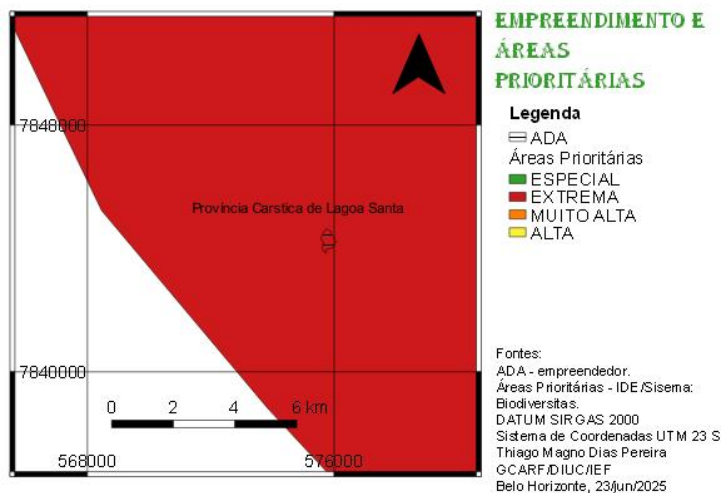 EMPREENDIMENTO E
ÁREAS
PRIORITÁRIAS
Legenda
ADA
Áreas Prioritárias
ESPECIAL
EXTREMA
MUITO ALTA
ALTA
7848000
Província Carstica de Lagoa Santa
7840000
0 2 4 6 km
568000 576000
Fontes:
ADA - empreendedor.
Áreas Prioritárias - IDE/Sisema:
Biodiversitas.
DATUM SIRGAS 2000
Sistema de Coordenadas UTM 23 S
Thiago Magno Dias Pereira
GCARF/DIUC/IEF
Belo Horizonte, 23/jun/2025